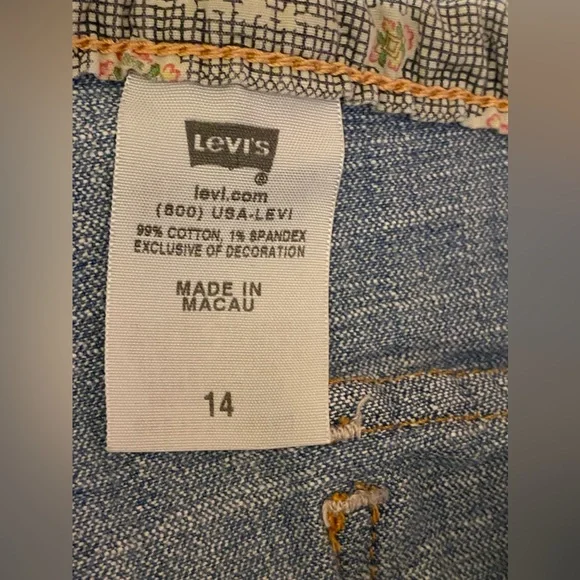 Levi's
®
levi.com
(800) USA-LEVI
99% COTTON, 1% SPANDEX
EXCLUSIVE OF DECORATION
MADE IN
MACAU
14